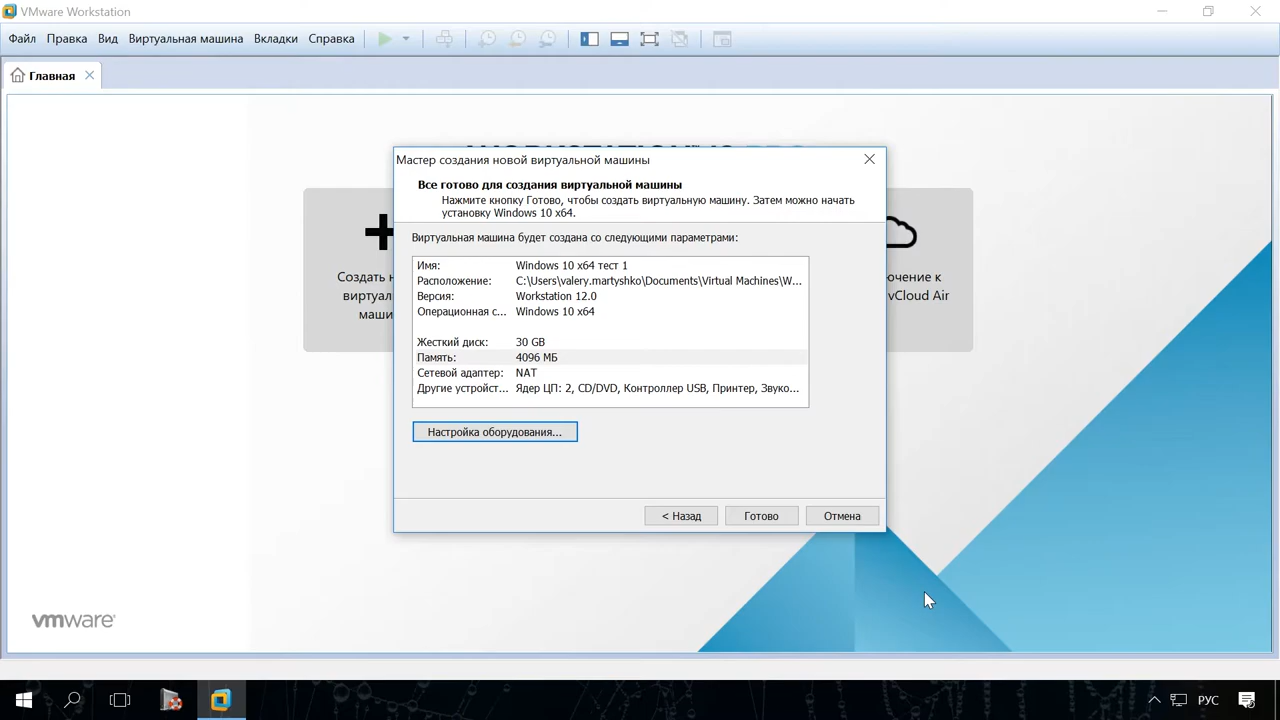 VMware Workstation
Файл Правка Вид Виртуальная машина Вкладки Справка
Главная
Мастер создания новой виртуальной машины
Все готово для создания виртуальной машины
Нажмите кнопку Готово, чтобы создать виртуальную машину. Затем можно начать
установку Windows 10 x64.
Виртуальная машина будет создана со следующими параметрами:
Имя: Windows 10 x64 тест 1
Расположение: C:\Users\valery.martyshko\Documents\Virtual Machines\W...
Версия: Workstation 12.0
Операционная с... Windows 10 x64
Жесткий диск: 30 GB
Память: 4096 МБ
Сетевой адаптер: NAT
Другие устройст... Ядер ЦП: 2, CD/DVD, Контроллер USB, Принтер, Звуко...
Настройка оборудования...
< Назад Готово Отмена
Создать
виртуал
маши
ючение к
vCloud Air
vmware
РУС